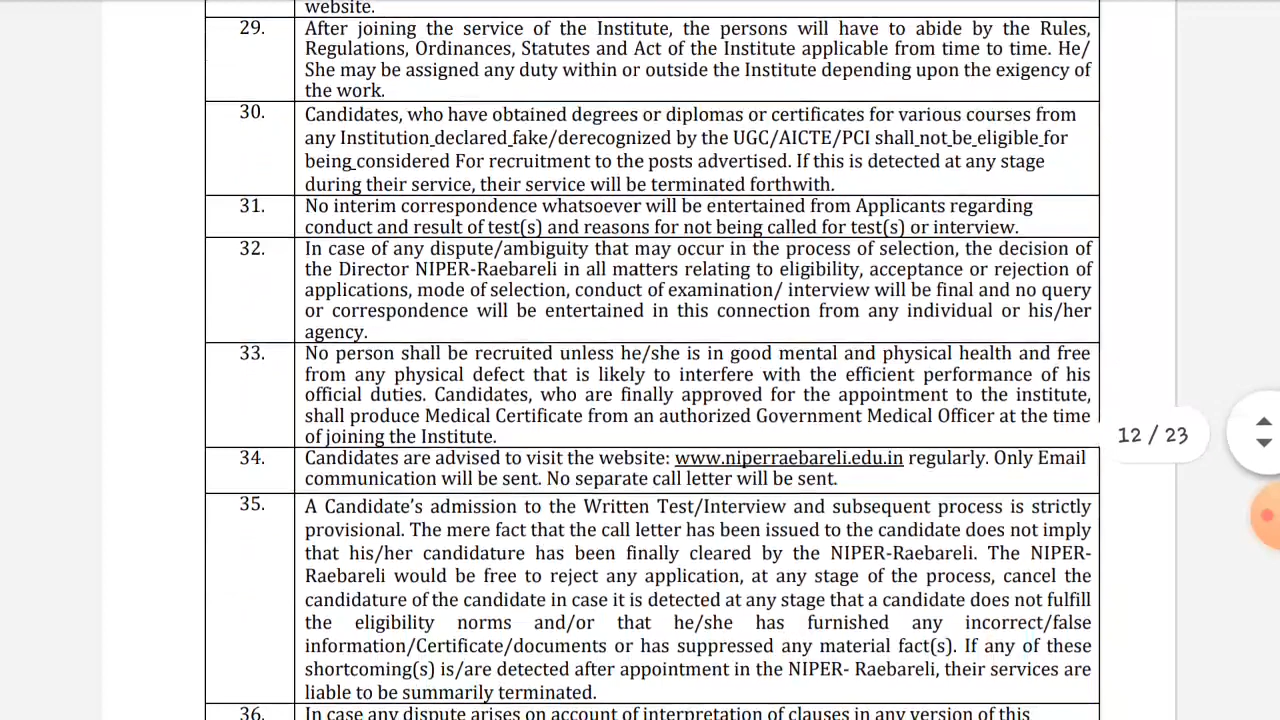 website.
29.
After joining the service of the Institute, the persons will have to abide by the Rules,
Regulations, Ordinances, Statutes and Act of the Institute applicable from time to time. He/
She may be assigned any duty within or outside the Institute depending upon the exigency of
the work.
30.
Candidates, who have obtained degrees or diplomas or certificates for various courses from
any Institution declared fake/derecognized by the UGC/AICTE/PCI shall not be eligible for
being considered For recruitment to the posts advertised. If this is detected at any stage
during their service, their service will be terminated forthwith.
31.
No interim correspondence whatsoever will be entertained from Applicants regarding
conduct and result of test(s) and reasons for not being called for test(s) or interview.
32.
In case of any dispute/ambiguity that may occur in the process of selection, the decision of
the Director NIPER-Raebareli in all matters relating to eligibility, acceptance or rejection of
applications, mode of selection, conduct of examination/ interview will be final and no query
or correspondence will be entertained in this connection from any individual or his/her
agency.
33.
No person shall be recruited unless he/she is in good mental and physical health and free
from any physical defect that is likely to interfere with the efficient performance of his
official duties. Candidates, who are finally approved for the appointment to the institute,
shall produce Medical Certificate from an authorized Government Medical Officer at the time
of joining the Institute.
12 / 23
34.
Candidates are advised to visit the website: www.niperraebareli.edu.in regularly. Only Email
communication will be sent. No separate call letter will be sent.
35.
A Candidate's admission to the Written Test/Interview and subsequent process is strictly
provisional. The mere fact that the call letter has been issued to the candidate does not imply
that his/her candidature has been finally cleared by the NIPER-Raebareli. The NIPER-
Raebareli would be free to reject any application, at any stage of the process, cancel the
candidature of the candidate in case it is detected at any stage that a candidate does not fulfill
the eligibility norms and/or that he/she has furnished any incorrect/false
information/Certificate/documents or has suppressed any material fact(s). If any of these
shortcoming(s) is/are detected after appointment in the NIPER- Raebareli, their services are
liable to be summarily terminated.
36.
In case any dispute arises on account of interpretation of clauses in any version of this